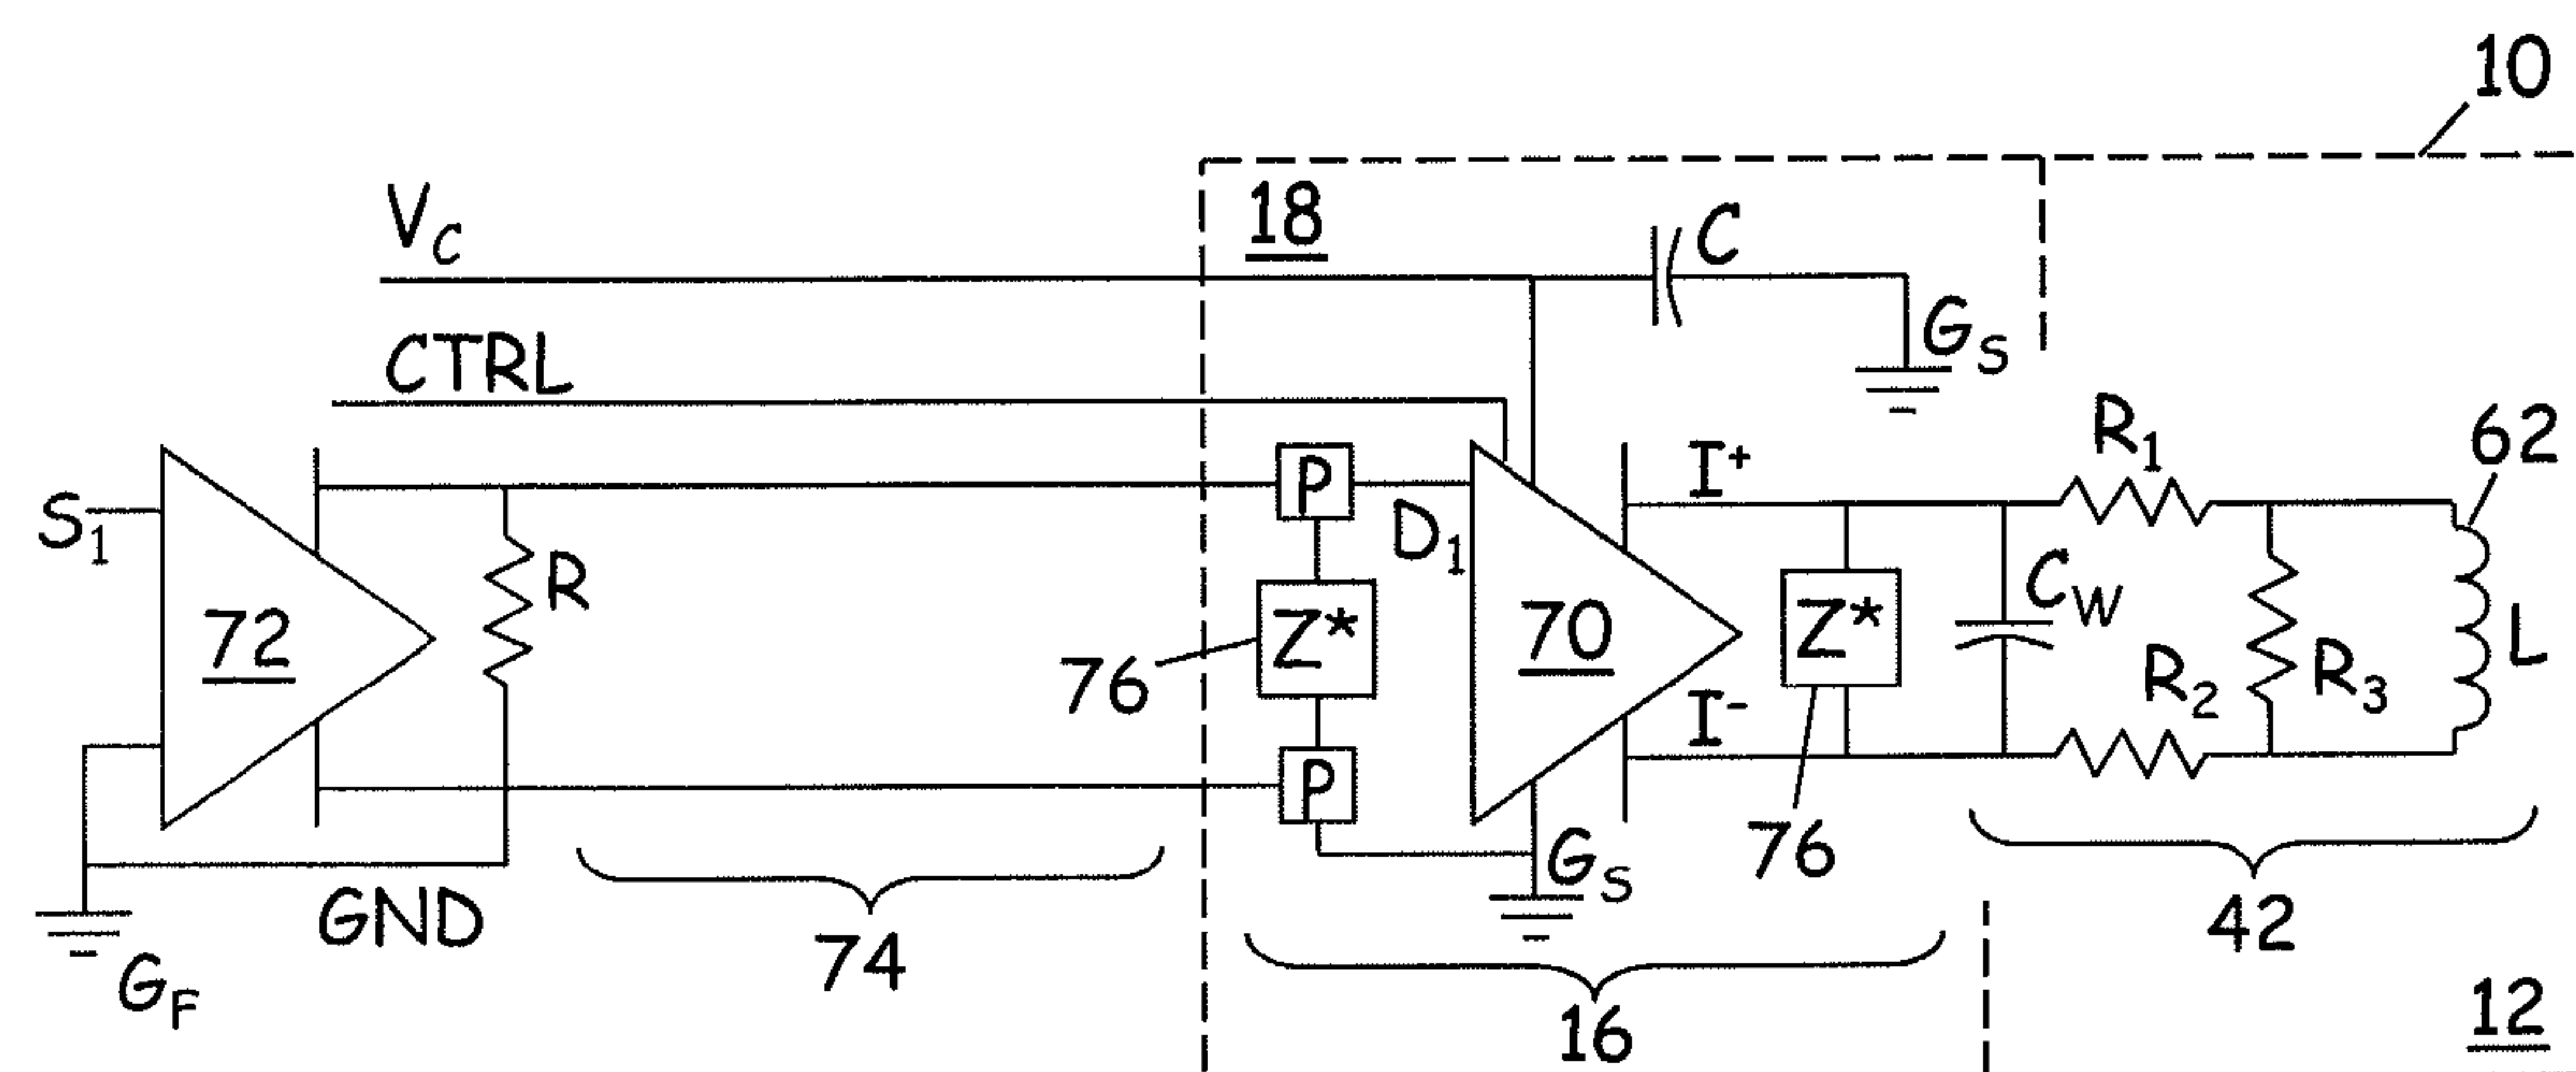 10
V_C
18
C
G_S
CTRL
R_1
62
S_1
72
R
P
D_1
70
I^+
Z*
76
Z*
76
C_W
R_2
R_3
L
I^-
P
G_S
GND
G_F
74
16
42
12